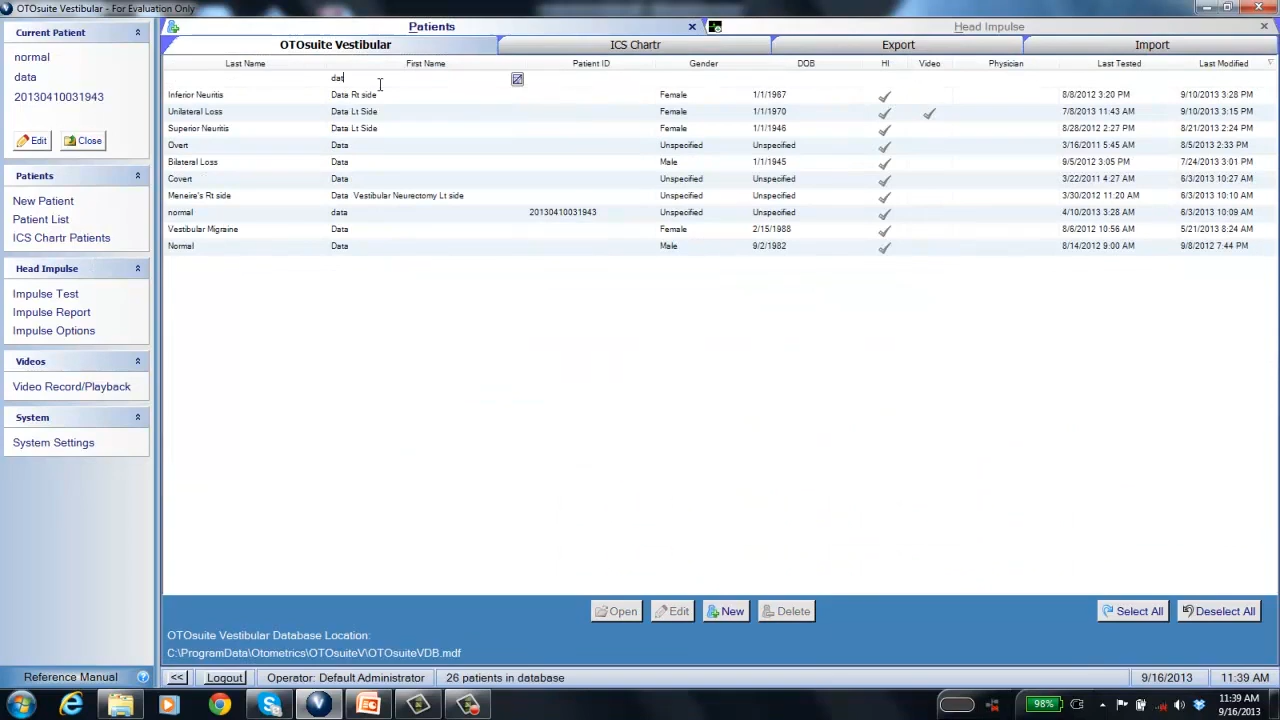 OTOsuite Vestibular - For Evaluation Only
Current Patient
normal
data
20130410031943
Edit Close
Patients
New Patient
Patient List
ICS Chartr Patients
Head Impulse
Impulse Test
Impulse Report
Impulse Options
Videos
Video Record/Playback
System
System Settings
Reference Manual
Patients Head Impulse
OTOsuite Vestibular ICS Chartr Export Import
Last Name First Name Patient ID Gender DOB HI Video Physician Last Tested Last Modified
dat
Inferior Neuritis Data Rt side Female 1/1/1967 8/8/2012 3:20 PM 9/10/2013 3:28 PM
Unilateral Loss Data Lt Side Female 1/1/1970 7/8/2013 11:43 AM 9/10/2013 3:15 PM
Superior Neuritis Data Lt Side Female 1/1/1946 8/28/2012 2:27 PM 8/21/2013 2:24 PM
Overt Data Unspecified Unspecified 3/16/2011 5:45 AM 8/5/2013 2:33 PM
Bilateral Loss Data Male 1/1/1945 9/5/2012 3:05 PM 7/24/2013 3:01 PM
Covert Data Unspecified Unspecified 3/22/2011 4:27 AM 6/3/2013 10:27 AM
Meneire's Rt side Data Vestibular Neurectomy Lt side Unspecified Unspecified 3/30/2012 11:20 AM 6/3/2013 10:10 AM
normal data 20130410031943 Unspecified Unspecified 4/10/2013 3:28 AM 6/3/2013 10:09 AM
Vestibular Migraine Data Female 2/15/1988 8/6/2012 10:56 AM 5/21/2013 8:24 AM
Normal Data Male 9/2/1982 8/14/2012 9:00 AM 9/8/2012 7:44 PM
Open Edit New Delete Select All Deselect All
OTOsuite Vestibular Database Location:
C:\ProgramData\Otometrics\OTOsuiteV\OTOsuiteVDB.mdf
<< Logout Operator: Default Administrator 26 patients in database 9/16/2013 11:39 AM
98% 11:39 AM
9/16/2013